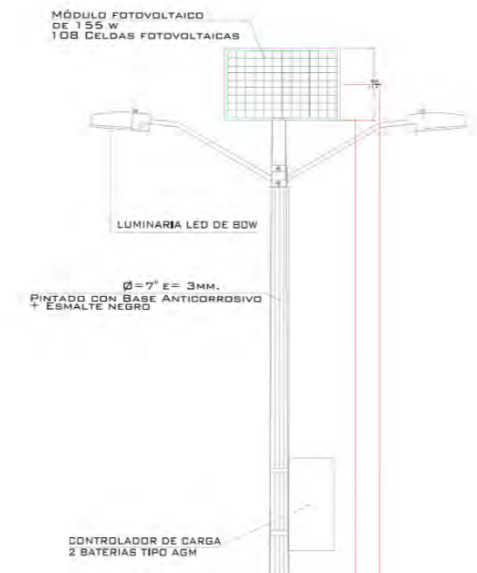 MÓDULO FOTOVOLTAICO
DE 155 W
108 CELDAS FOTOVOLTAICAS
LUMINARIA LED DE 80W
Ø=7" E= 3MM.
PINTADO CON BASE ANTICORROSIVO
+ ESMALTE NEGRO
CONTROLADOR DE CARGA
2 BATERIAS TIPO AGM